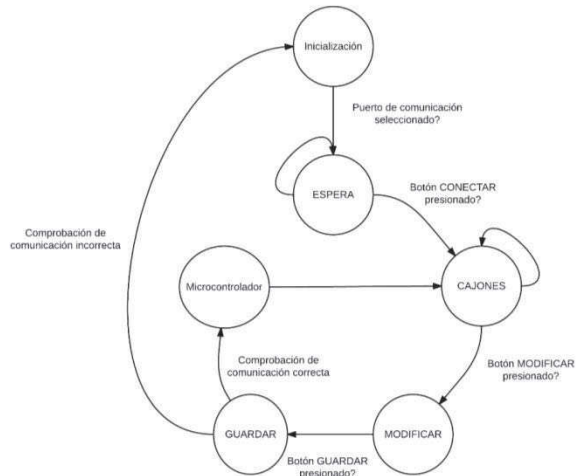 Inicialización
Puerto de comunicación
seleccionado?
ESPERA
Botón CONECTAR
presionado?
Comprobación de
comunicación incorrecta
Microcontrolador
CAJONES
Botón MODIFICAR
presionado?
Comprobación de
comunicación correcta
GUARDAR
MODIFICAR
Botón GUARDAR
presionado?